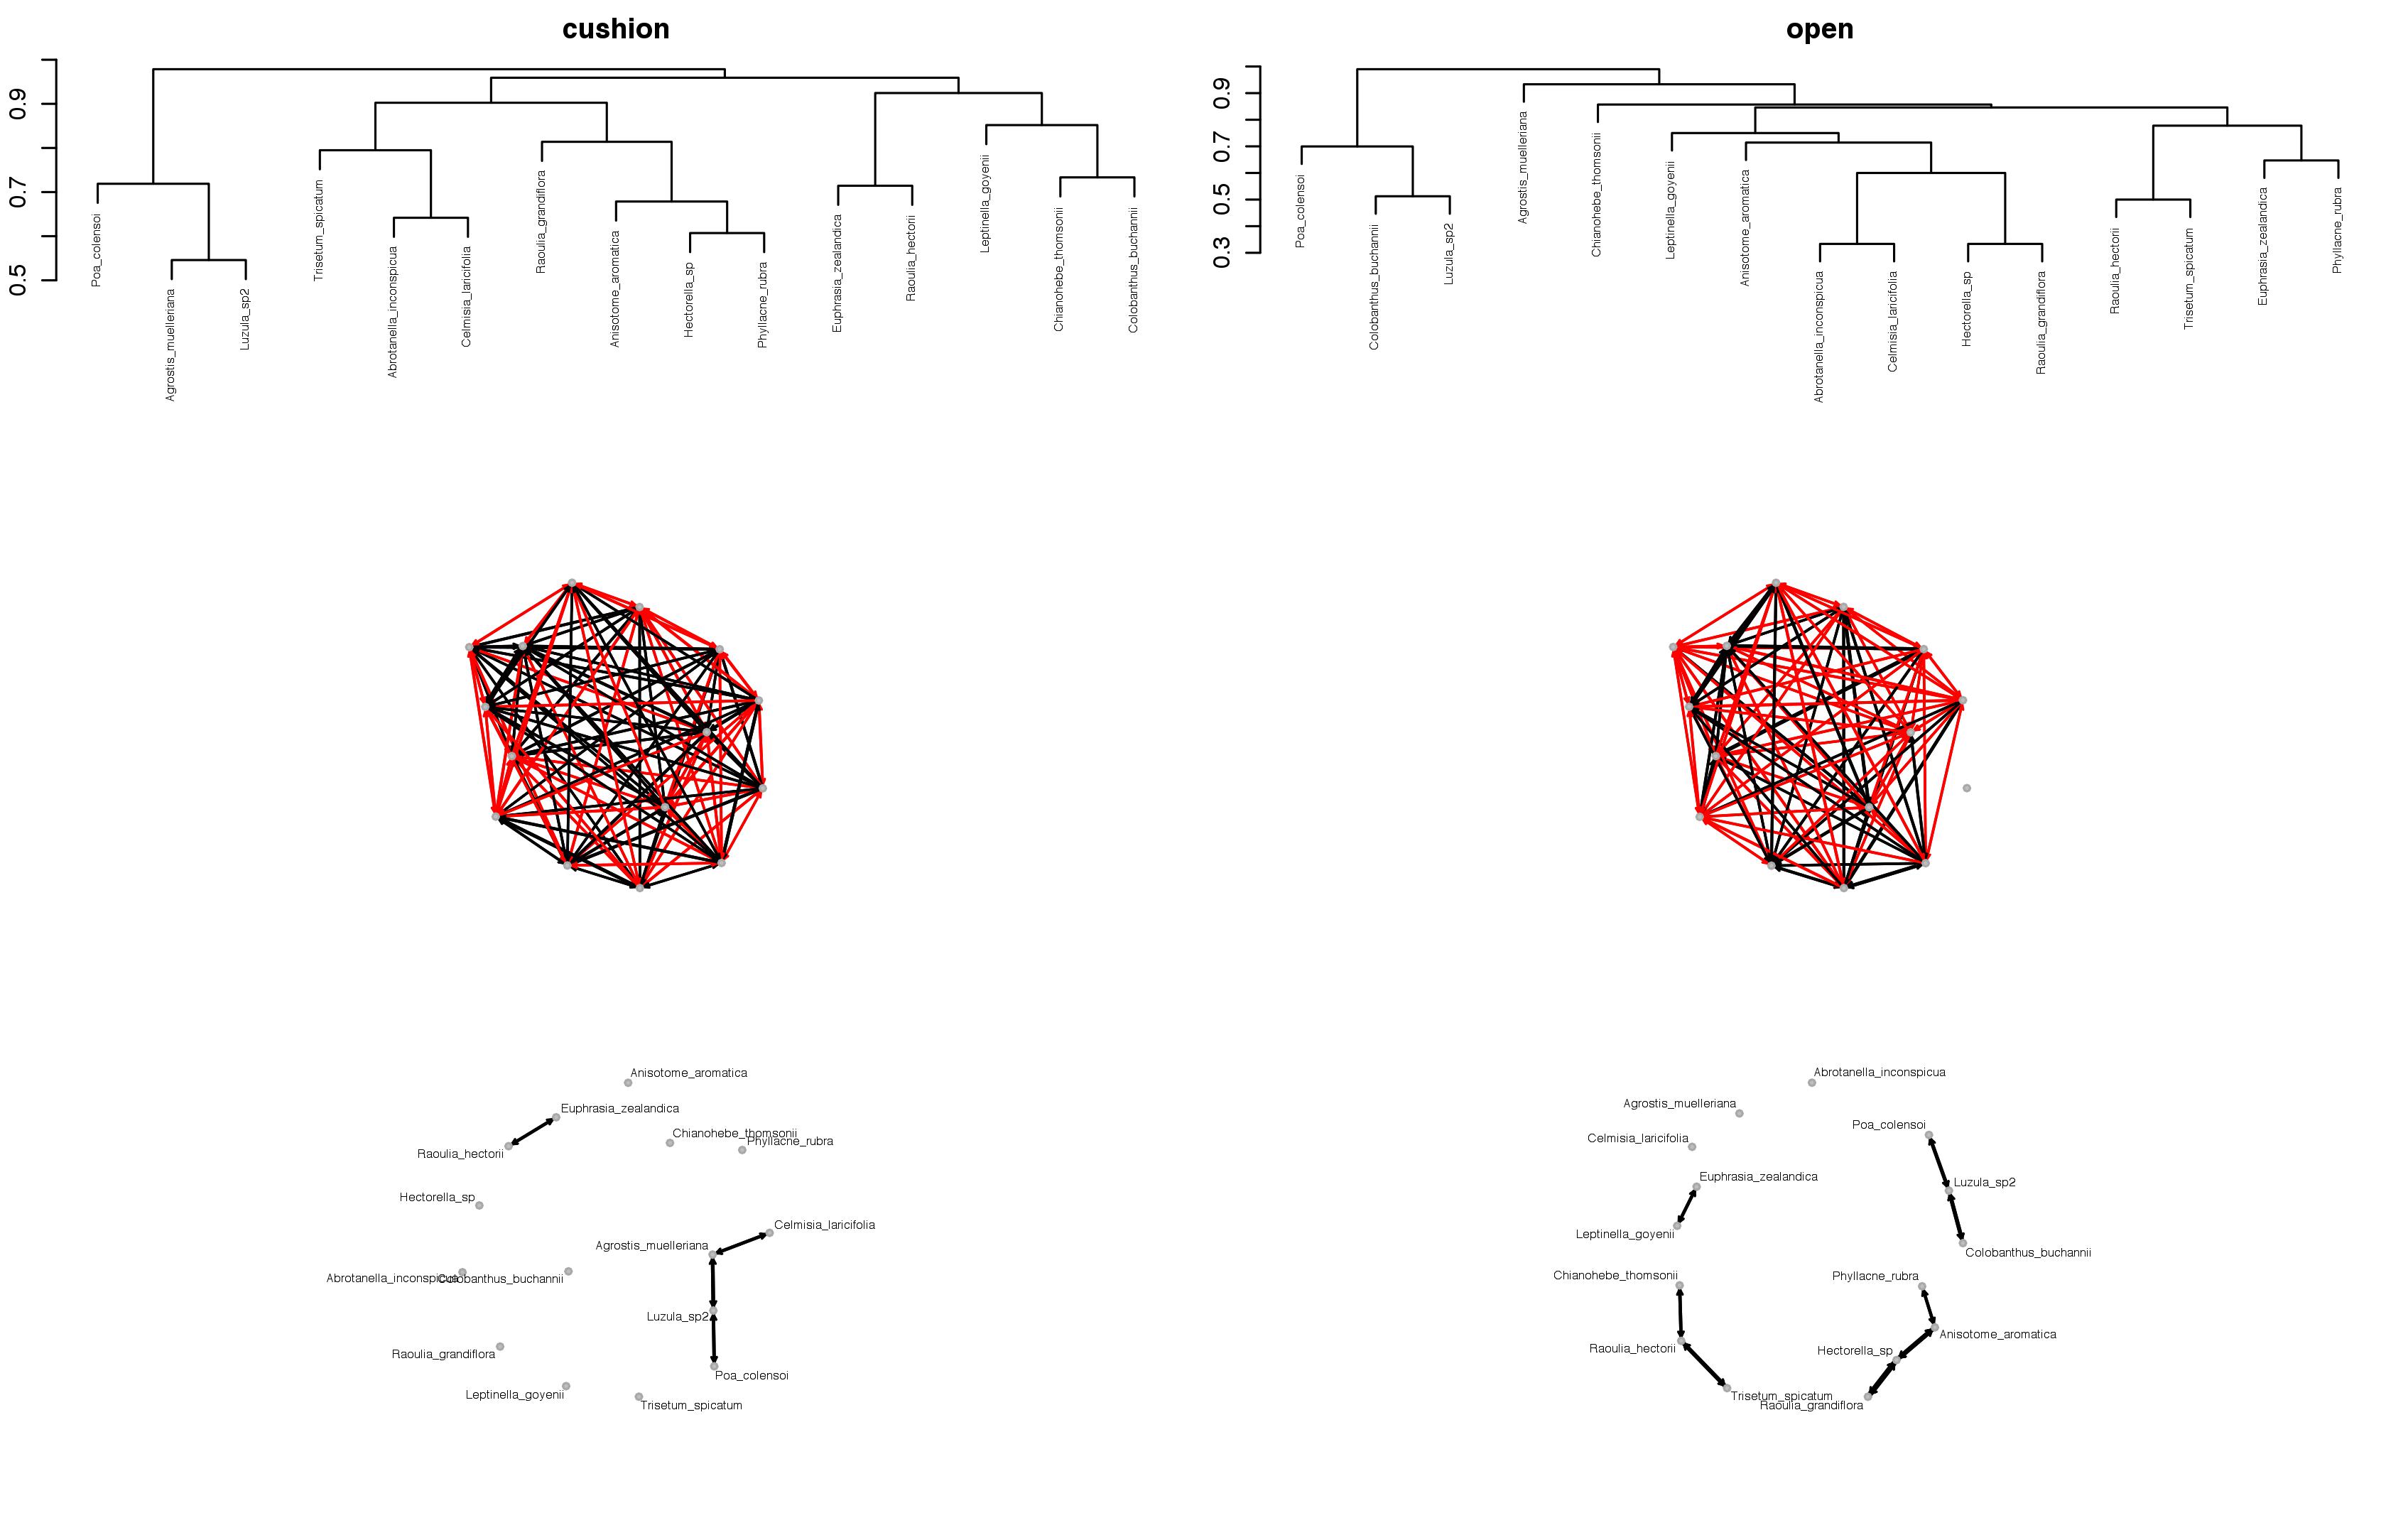 cushion
0.9
0.7
0.5
Poa_colensoi
Agrostis_muelleriana
Luzula_sp2
Trisetum_spicatum
Abrotanella_inconspicua
Celmisia_laricifolia
Raoulia_grandiflora
Anisotome_aromatica
Hectorella_sp
Phyllacne_rubra
Euphrasia_zealandica
Raoulia_hectorii
Leptinella_goyenii
Chianohebe_thomsonii
Colobanthus_buchannii
open
0.9
0.7
0.5
0.3
Poa_colensoi
Colobanthus_buchannii
Luzula_sp2
Agrostis_muelleriana
Chianohebe_thomsonii
Leptinella_goyenii
Anisotome_aromatica
Abrotanella_inconspicua
Celmisia_laricifolia
Hectorella_sp
Raoulia_grandiflora
Raoulia_hectorii
Trisetum_spicatum
Euphrasia_zealandica
Phyllacne_rubra
Anisotome_aromatica
Euphrasia_zealandica
Chianohebe_thomsonii
Phyllacne_rubra
Raoulia_hectorii
Hectorella_sp
Celmisia_laricifolia
Agrostis_muelleriana
Abrotanella_inconspicua
Colobanthus_buchannii
Luzula_sp2
Raoulia_grandiflora
Poa_colensoi
Leptinella_goyenii
Trisetum_spicatum
Abrotanella_inconspicua
Agrostis_muelleriana
Poa_colensoi
Celmisia_laricifolia
Euphrasia_zealandica
Luzula_sp2
Leptinella_goyenii
Colobanthus_buchannii
Chianohebe_thomsonii
Phyllacne_rubra
Anisotome_aromatica
Raoulia_hectorii
Hectorella_sp
Trisetum_spicatum
Raoulia_grandiflora